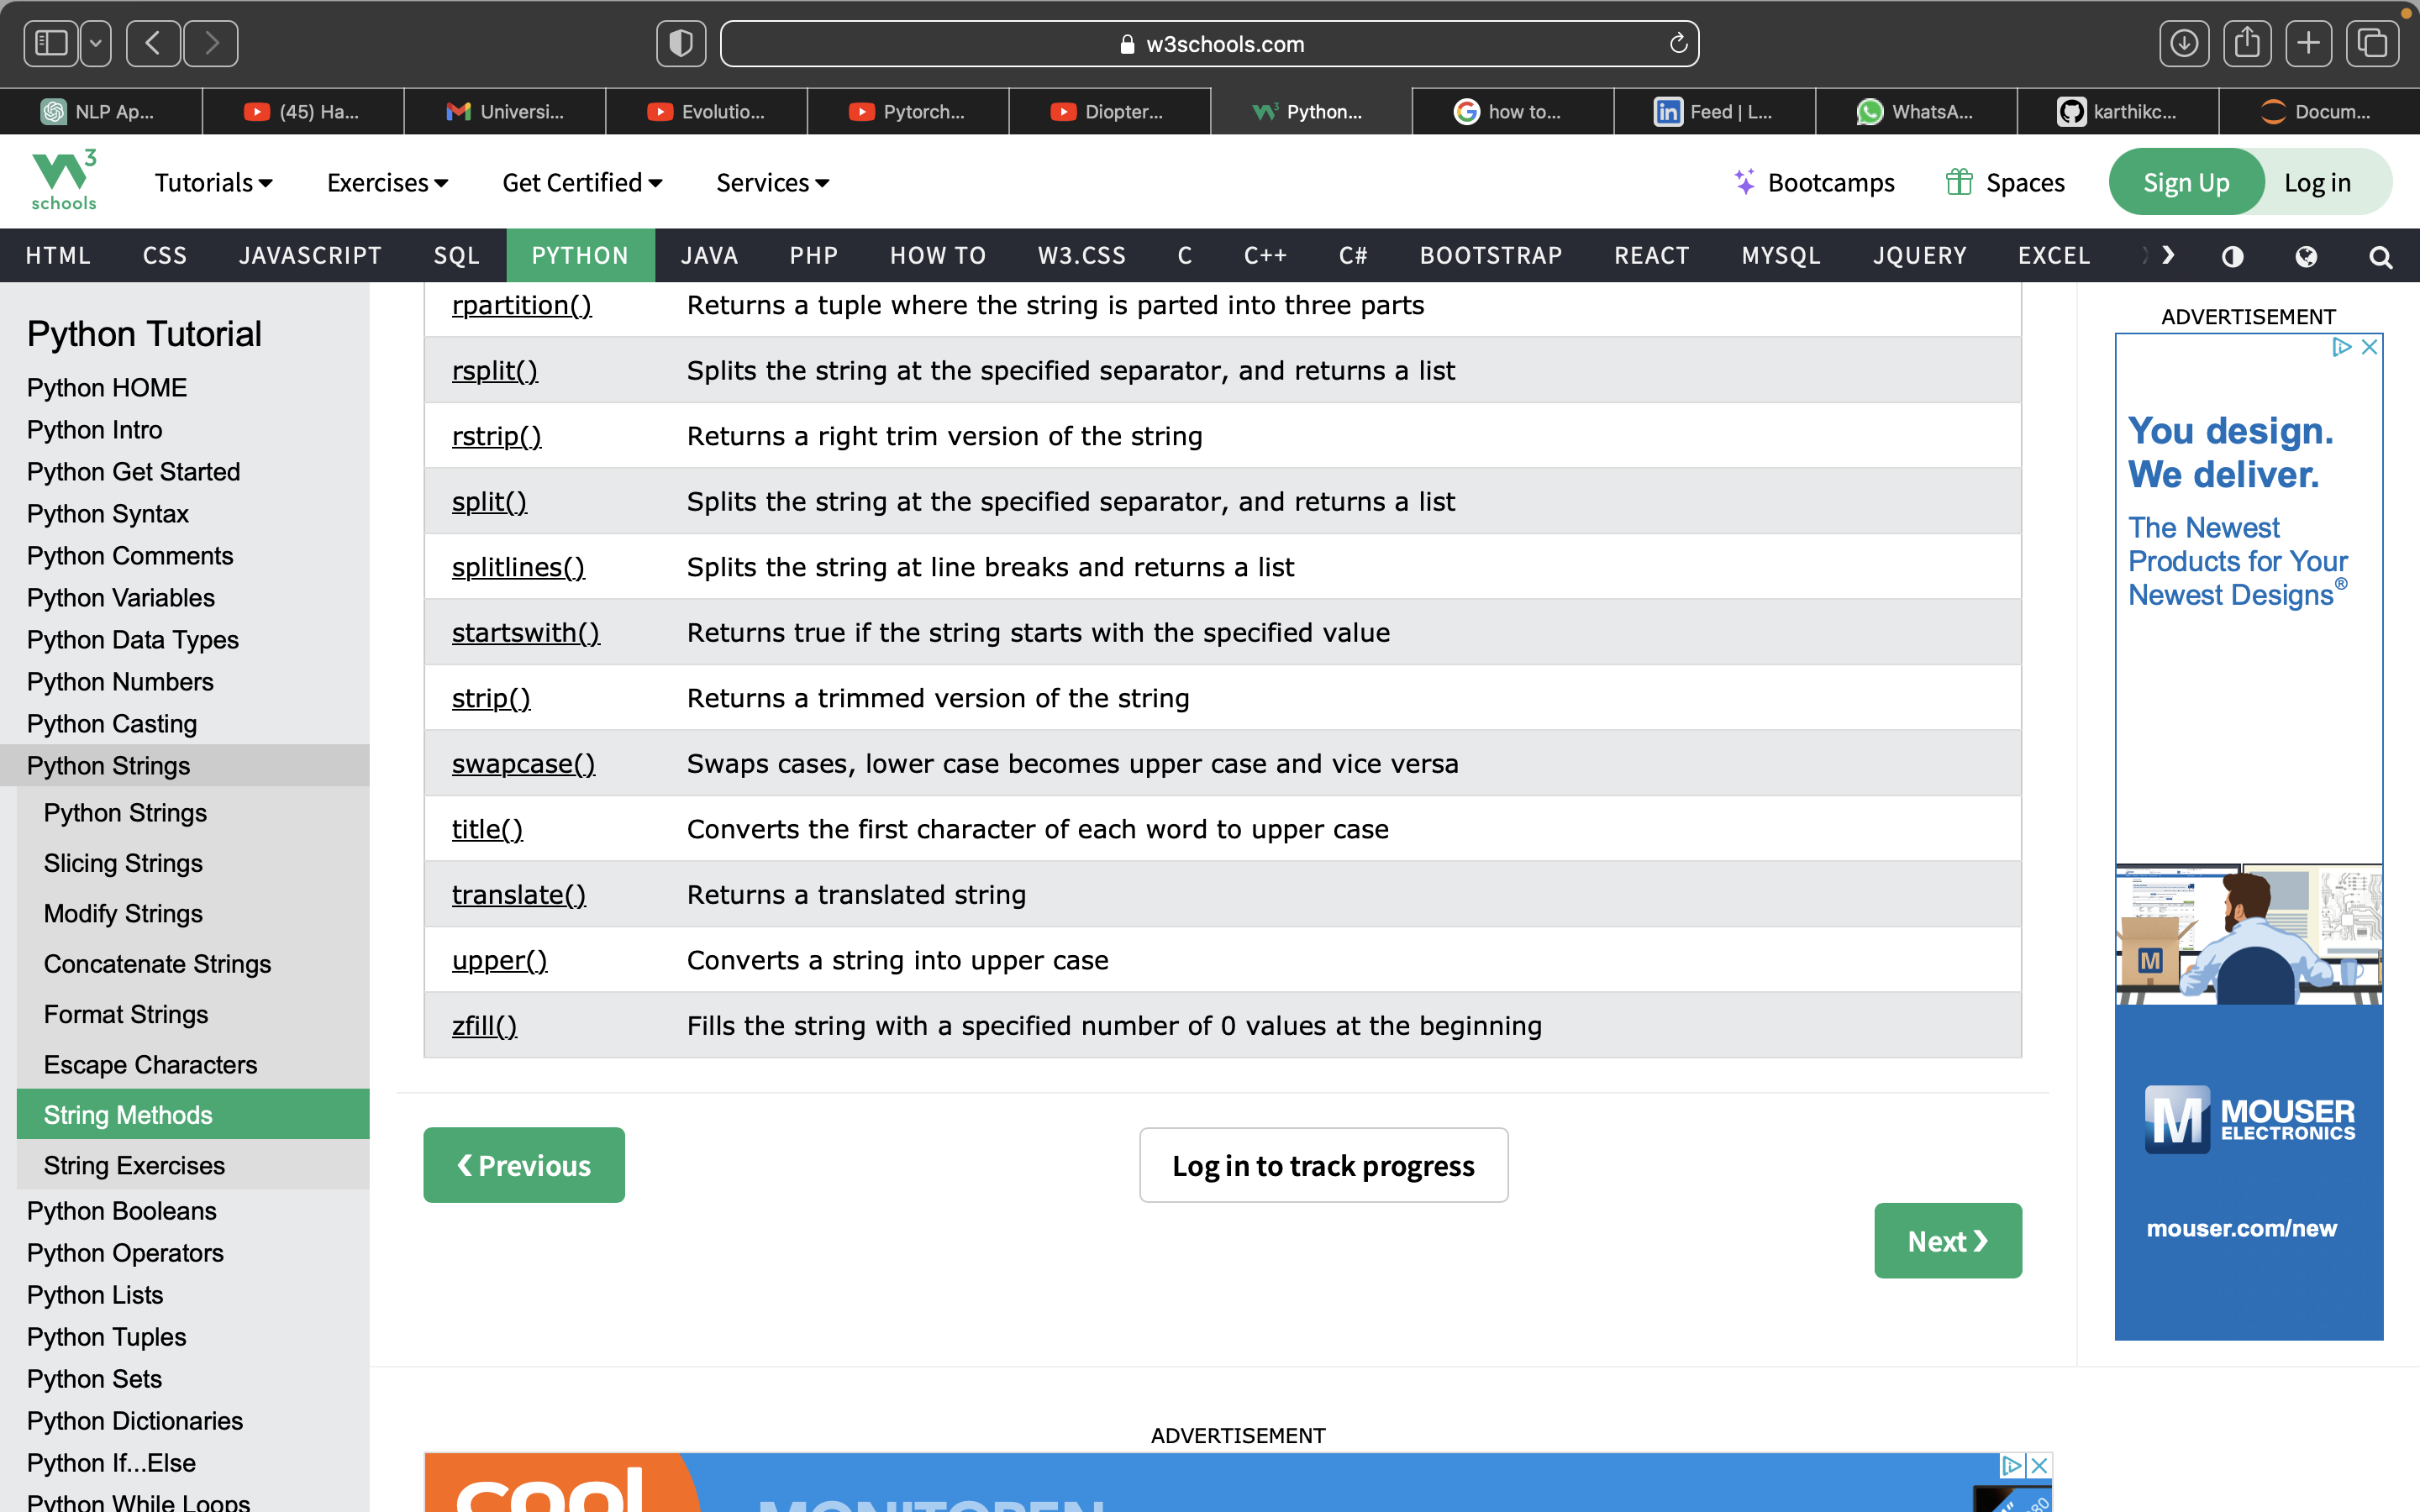 w3schools.com
NLP Ap...
(45) Ha...
Universi...
Evolutio...
Pytorch...
Diopter...
Python...
how to...
Feed | L...
WhatsA...
karthikc...
Docum...
W3
schools
Tutorials
Exercises
Get Certified
Services
Bootcamps
Spaces
Sign Up
Log in
HTML CSS JAVASCRIPT SQL PYTHON JAVA PHP HOW TO W3.CSS C C++ C# BOOTSTRAP REACT MYSQL JQUERY EXCEL
Python Tutorial
Python HOME
Python Intro
Python Get Started
Python Syntax
Python Comments
Python Variables
Python Data Types
Python Numbers
Python Casting
Python Strings
Python Strings
Slicing Strings
Modify Strings
Concatenate Strings
Format Strings
Escape Characters
String Methods
String Exercises
Python Booleans
Python Operators
Python Lists
Python Tuples
Python Sets
Python Dictionaries
Python If...Else
Python While Loops
rpartition() Returns a tuple where the string is parted into three parts
rsplit() Splits the string at the specified separator, and returns a list
rstrip() Returns a right trim version of the string
split() Splits the string at the specified separator, and returns a list
splitlines() Splits the string at line breaks and returns a list
startswith() Returns true if the string starts with the specified value
strip() Returns a trimmed version of the string
swapcase() Swaps cases, lower case becomes upper case and vice versa
title() Converts the first character of each word to upper case
translate() Returns a translated string
upper() Converts a string into upper case
zfill() Fills the string with a specified number of 0 values at the beginning
❮ Previous
Log in to track progress
Next ❯
ADVERTISEMENT
cool
ADVERTISEMENT
You design.
We deliver.
The Newest
Products for Your
Newest Designs®
M
M MOUSER
ELECTRONICS
mouser.com/new